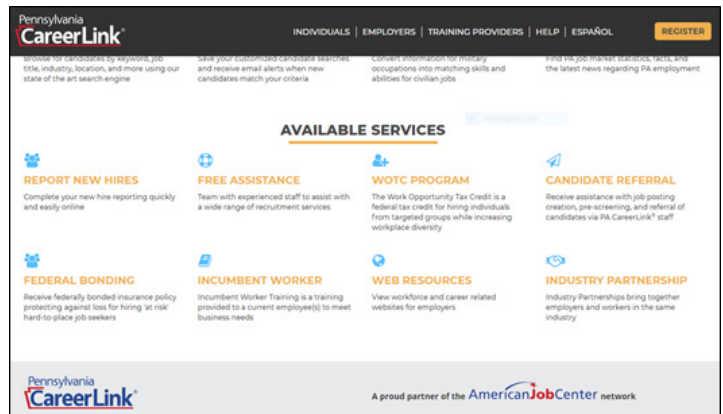 Pennsylvania
CareerLink®
INDIVIDUALS | EMPLOYERS | TRAINING PROVIDERS | HELP | ESPAÑOL
REGISTER
Browse for candidates by keyword, job
title, industry, location, and more using our
state of the art search engine
Save your customized candidate searches
and receive email alerts when new
candidates match your criteria
Convert information for military
occupations into matching skills and
abilities for civilian jobs
Find PA job market statistics, facts, and
the latest news regarding PA employment
AVAILABLE SERVICES
REPORT NEW HIRES
Complete your new hire reporting quickly
and easily online
FREE ASSISTANCE
Team with experienced staff to assist with
a wide range of recruitment services
WOTC PROGRAM
The Work Opportunity Tax Credit is a
federal tax credit for hiring individuals
from targeted groups while increasing
workplace diversity
CANDIDATE REFERRAL
Receive assistance with job posting
creation, pre-screening, and referral of
candidates via PA CareerLink® staff
FEDERAL BONDING
Receive federally bonded insurance policy
protecting against loss for hiring 'at risk'
hard-to-place job seekers
INCUMBENT WORKER
Incumbent Worker Training is a training
provided to a current employee(s) to meet
business needs
WEB RESOURCES
View workforce and career related
websites for employers
INDUSTRY PARTNERSHIP
Industry Partnerships bring together
employers and workers in the same
industry
Pennsylvania
CareerLink®
A proud partner of the AmericanJobCenter network